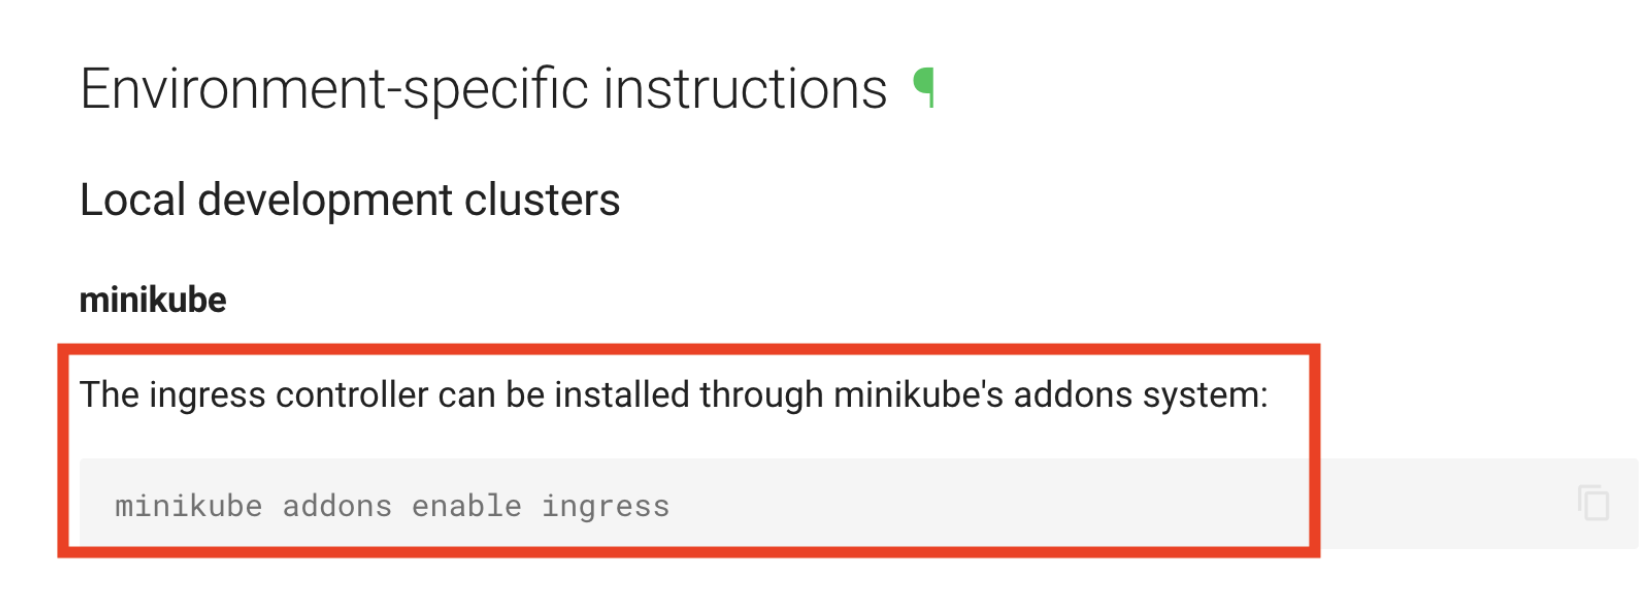 Environment-specific instructions ¶
Local development clusters
minikube
The ingress controller can be installed through minikube's addons system:
minikube addons enable ingress